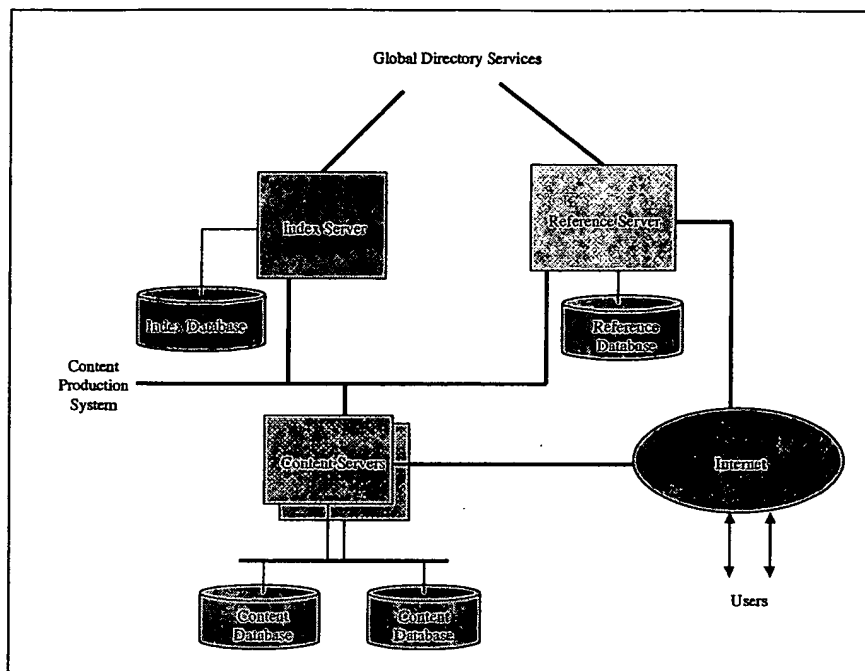 Global Directory Services
Index Server
Reference Server
Index Database
Reference
Database
Content
Production
System
Content Servers
Internet
Content
Database
Content
Database
Users